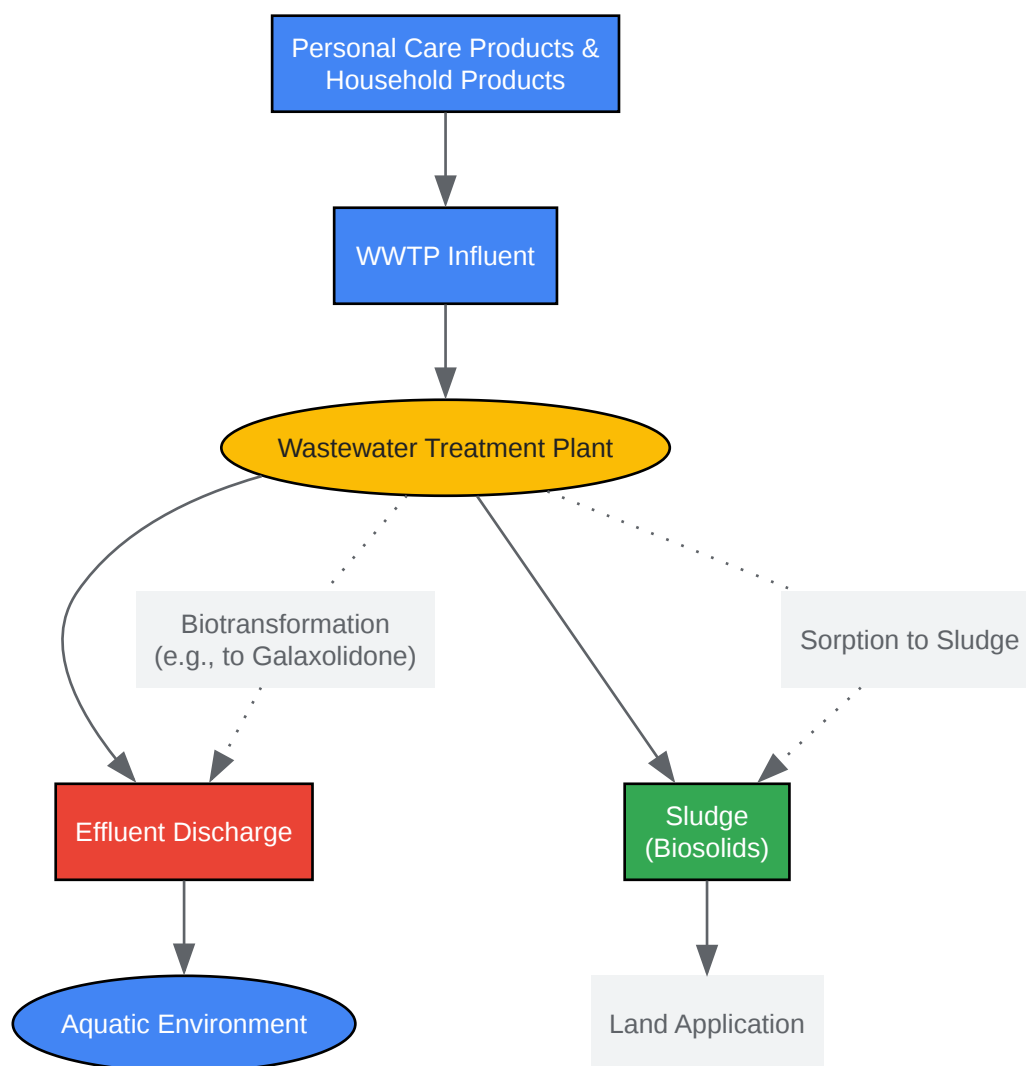 Personal Care Products &
Household Products
WWTP Influent
Wastewater Treatment Plant
Biotransformation
(e.g., to Galaxolidone)
Sorption to Sludge
Effluent Discharge
Sludge
(Biosolids)
Aquatic Environment
Land Application